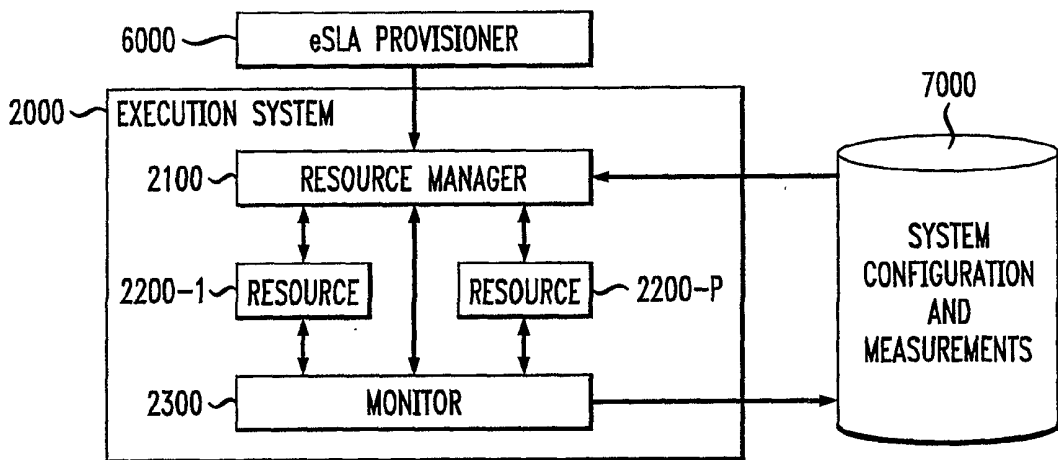 6000
eSLA PROVISIONER
2000
EXECUTION SYSTEM
7000
2100
RESOURCE MANAGER
2200-1
RESOURCE
RESOURCE
2200-P
SYSTEM
CONFIGURATION
AND
MEASUREMENTS
2300
MONITOR